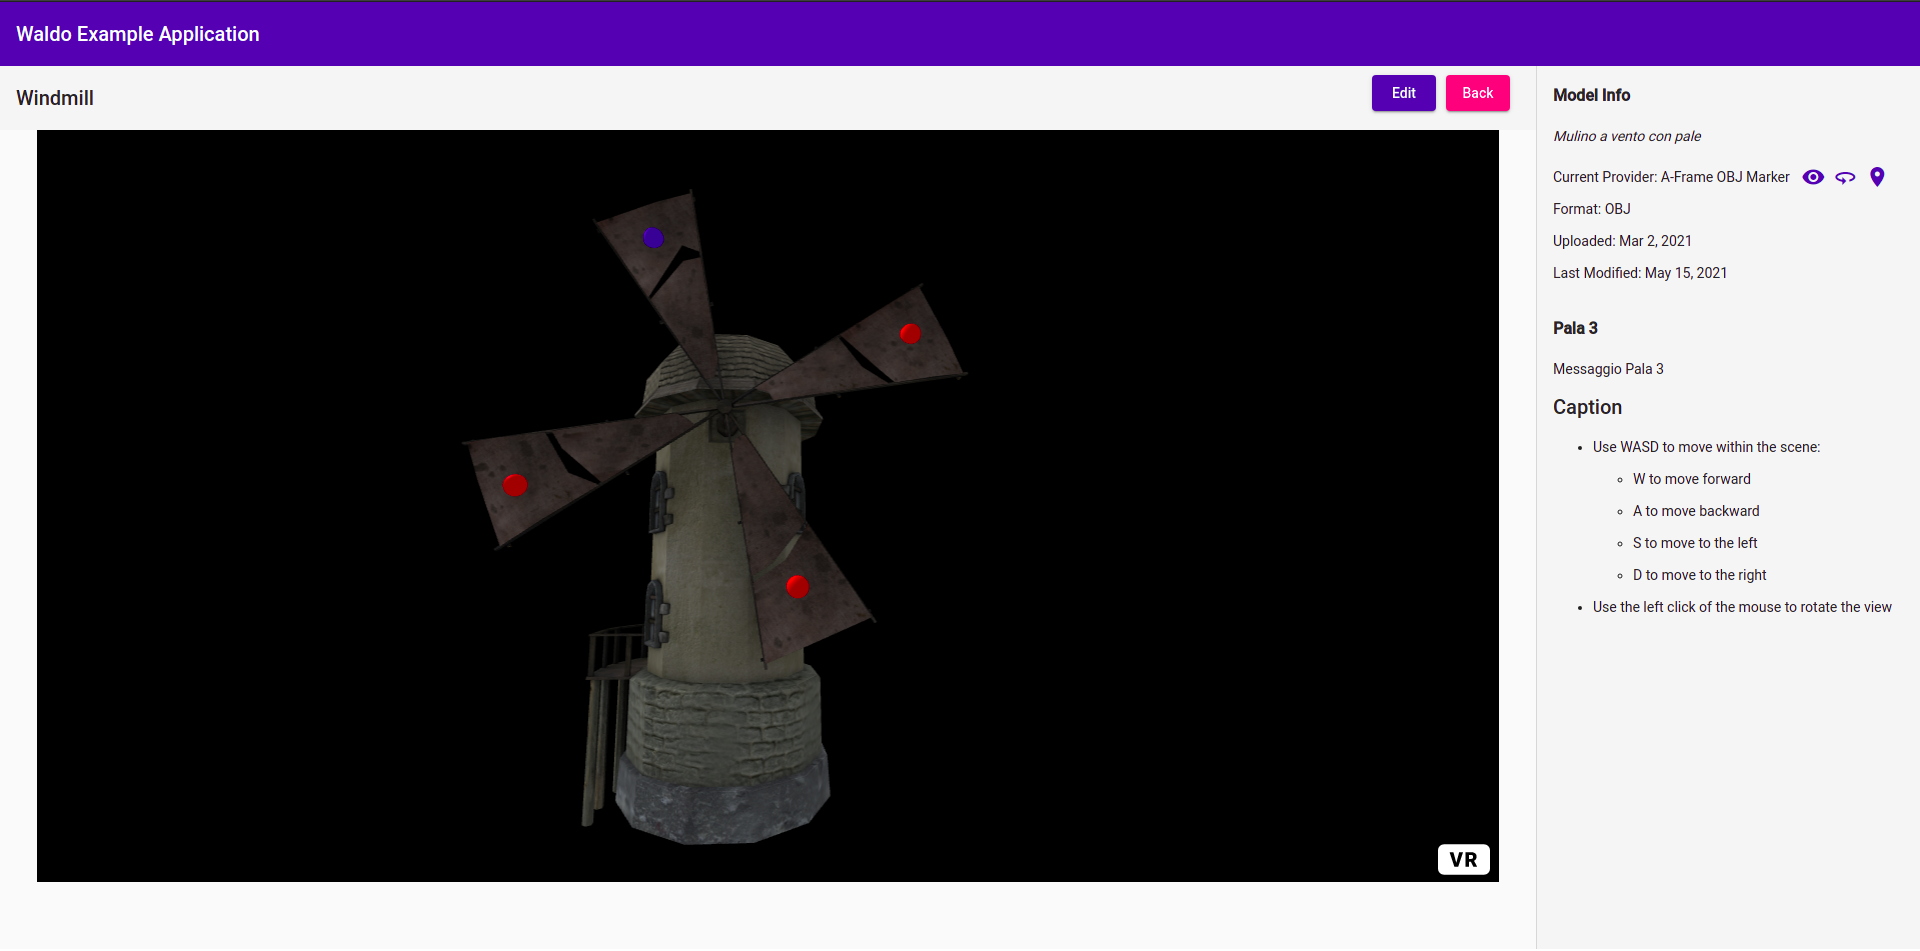 Waldo Example Application
Windmill
Edit
Back
VR
Model Info
Mulino a vento con pale
Current Provider: A-Frame OBJ Marker
Format: OBJ
Uploaded: Mar 2, 2021
Last Modified: May 15, 2021
Pala 3
Messaggio Pala 3
Caption
Use WASD to move within the scene:
W to move forward
A to move backward
S to move to the left
D to move to the right
Use the left click of the mouse to rotate the view